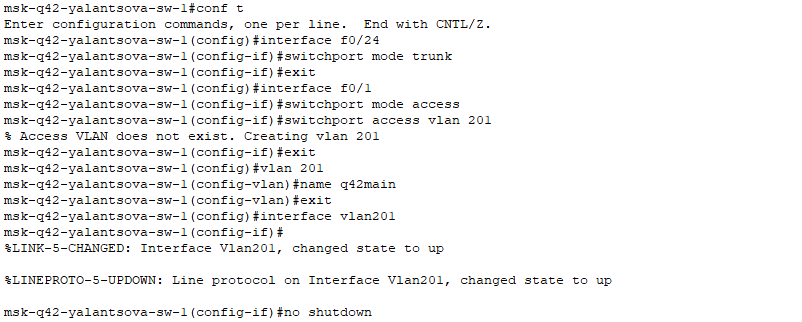 msk-q42-yalantsova-sw-1#conf t
Enter configuration commands, one per line.  End with CNTL/Z.
msk-q42-yalantsova-sw-1(config)#interface f0/24
msk-q42-yalantsova-sw-1(config-if)#switchport mode trunk
msk-q42-yalantsova-sw-1(config-if)#exit
msk-q42-yalantsova-sw-1(config)#interface f0/1
msk-q42-yalantsova-sw-1(config-if)#switchport mode access
msk-q42-yalantsova-sw-1(config-if)#switchport access vlan 201
% Access VLAN does not exist. Creating vlan 201
msk-q42-yalantsova-sw-1(config-if)#exit
msk-q42-yalantsova-sw-1(config)#vlan 201
msk-q42-yalantsova-sw-1(config-vlan)#name q42main
msk-q42-yalantsova-sw-1(config-vlan)#exit
msk-q42-yalantsova-sw-1(config)#interface vlan201
msk-q42-yalantsova-sw-1(config-if)#
%LINK-5-CHANGED: Interface Vlan201, changed state to up
%LINEPROTO-5-UPDOWN: Line protocol on Interface Vlan201, changed state to up
msk-q42-yalantsova-sw-1(config-if)#no shutdown